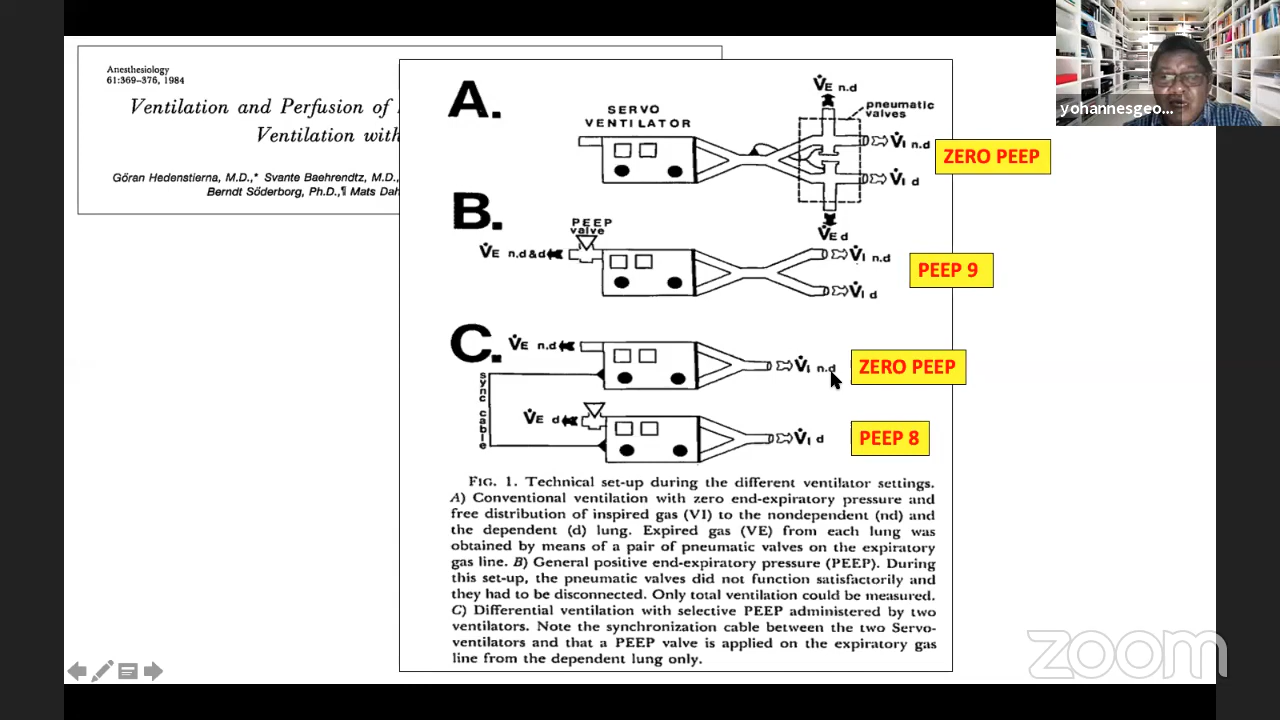 Anesthesiology
61:369–376, 1984
Ventilation and Perfusion of
Ventilation with
Göran Hedenstierna, M.D.,* Svante Baehrendtz, M.D.,
Berndt Söderborg, Ph.D.,¶ Mats Dah
A.
SERVO
VENTILATOR
V̇E n.d
pneumatic
valves
V̇I n.d
V̇I d
V̇E d
ZERO PEEP
B.
PEEP
valve
V̇E n.d&d
V̇I n.d
V̇I d
PEEP 9
C.
V̇E n.d
V̇I n.d
ZERO PEEP
sync cable
V̇E d
V̇I d
PEEP 8
FIG. 1. Technical set-up during the different ventilator settings.
A) Conventional ventilation with zero end-expiratory pressure and
free distribution of inspired gas (VI) to the nondependent (nd) and
the dependent (d) lung. Expired gas (VE) from each lung was
obtained by means of a pair of pneumatic valves on the expiratory
gas line. B) General positive end-expiratory pressure (PEEP). During
this set-up, the pneumatic valves did not function satisfactorily and
they had to be disconnected. Only total ventilation could be measured.
C) Differential ventilation with selective PEEP administered by two
ventilators. Note the synchronization cable between the two Servo-
ventilators and that a PEEP valve is applied on the expiratory gas
line from the dependent lung only.
yohannesgeo...
zoom